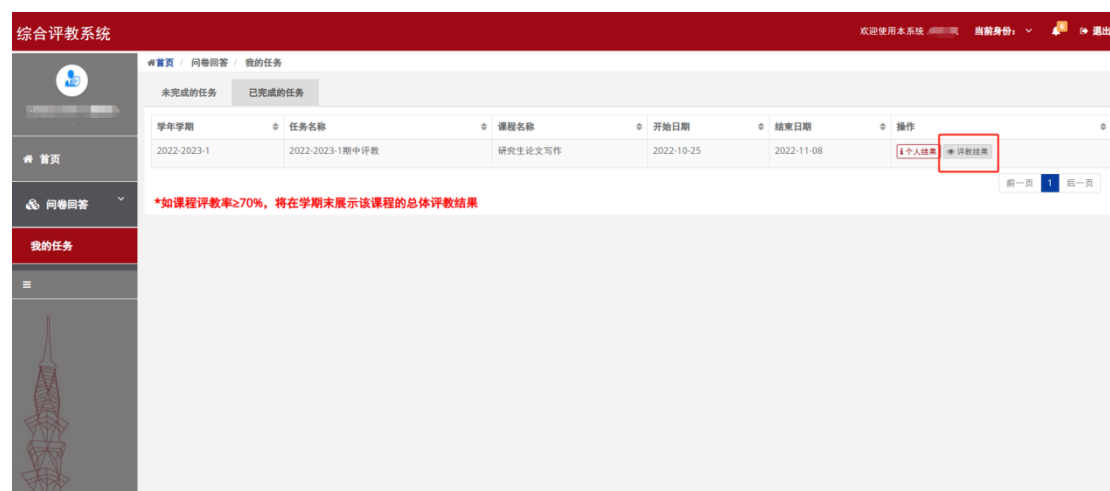 综合评教系统
欢迎使用本系统 当前身份: 退出
首页 / 问卷回答 / 我的任务
未完成的任务 已完成的任务
学年学期 任务名称 课程名称 开始日期 结束日期 操作
2022-2023-1 2022-2023-1期中评教 研究生论文写作 2022-10-25 2022-11-08 个人结果 评教结果
前一页 1 后一页
*如课程评教率≥70%，将在学期末展示该课程的总体评教结果
首页
问卷回答
我的任务